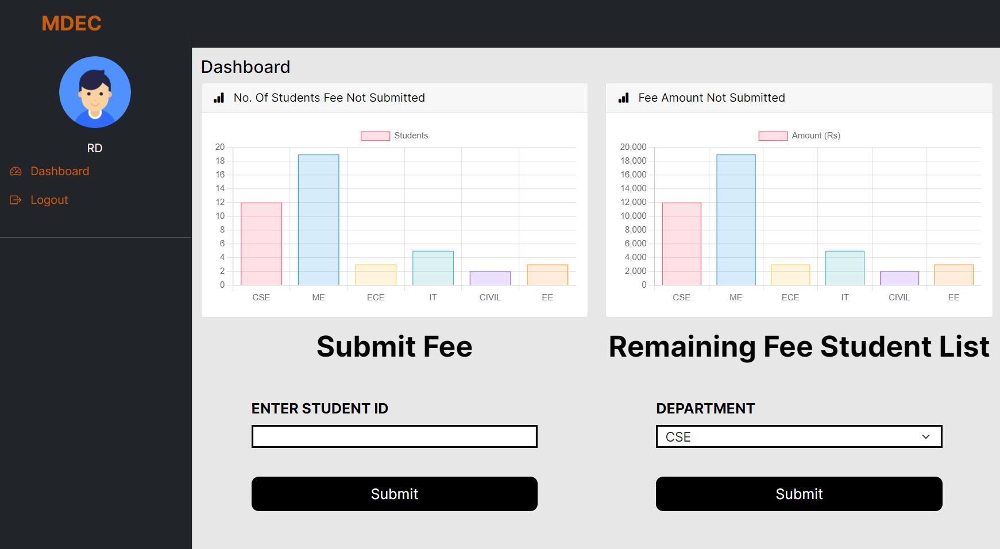 MDEC
RD
Dashboard
Logout
Dashboard
No. Of Students Fee Not Submitted
Students
20
18
16
14
12
10
8
6
4
2
0
CSE ME ECE IT CIVIL EE
Fee Amount Not Submitted
Amount (Rs)
20,000
18,000
16,000
14,000
12,000
10,000
8,000
6,000
4,000
2,000
0
CSE ME ECE IT CIVIL EE
Submit Fee
ENTER STUDENT ID
Submit
Remaining Fee Student List
DEPARTMENT
CSE
Submit